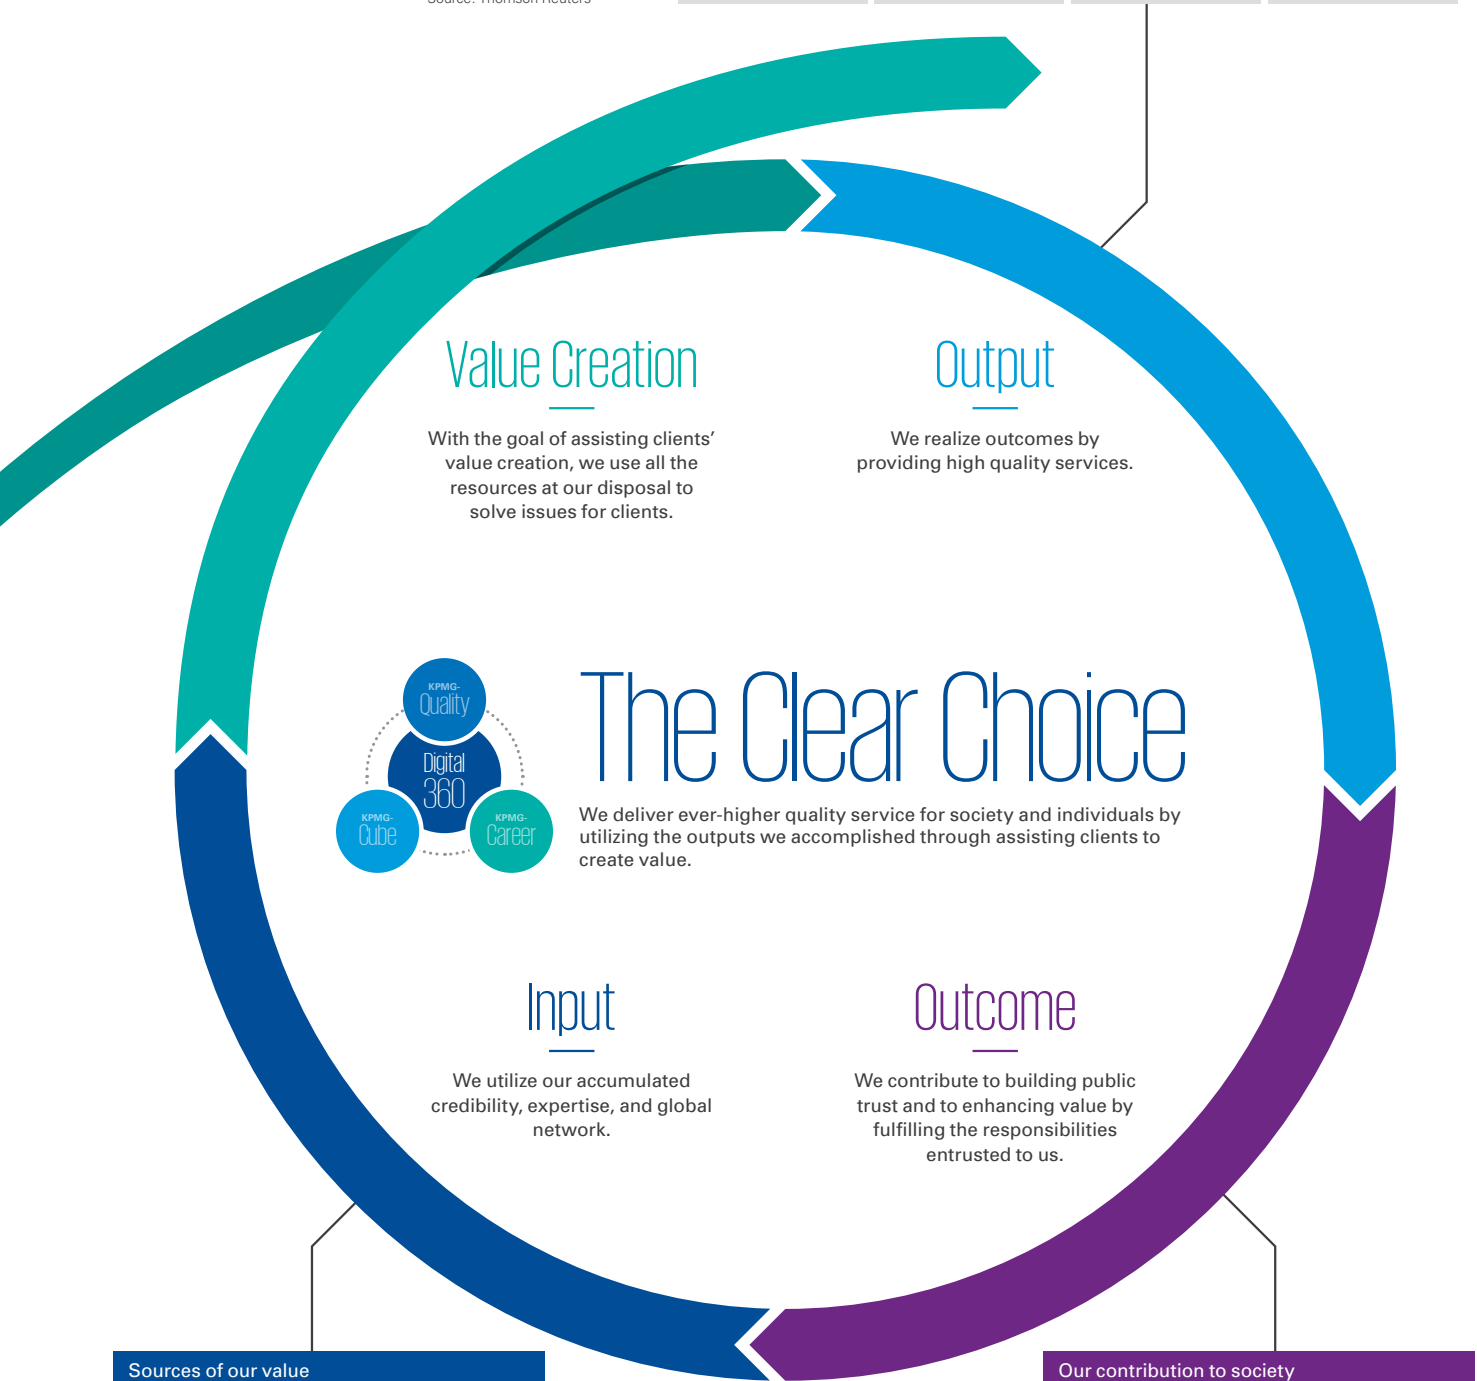 Source: Thomson Reuters
Value Creation
With the goal of assisting clients’
value creation, we use all the
resources at our disposal to
solve issues for clients.
Output
We realize outcomes by
providing high quality services.
KPMG-
Quality
Digital
360
KPMG-
Cube
KPMG-
Career
The Clear Choice
We deliver ever-higher quality service for society and individuals by
utilizing the outputs we accomplished through assisting clients to
create value.
Input
We utilize our accumulated
credibility, expertise, and global
network.
Outcome
We contribute to building public
trust and to enhancing value by
fulfilling the responsibilities
entrusted to us.
Sources of our value
Our contribution to society